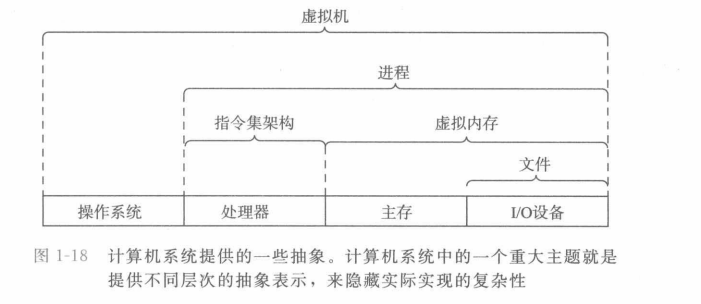 虚拟机
进程
指令集架构 虚拟内存
文件
操作系统 处理器 主存 I/O设备
图 1-18 计算机系统提供的一些抽象。计算机系统中的一个重大主题就是
提供不同层次的抽象表示，来隐藏实际实现的复杂性